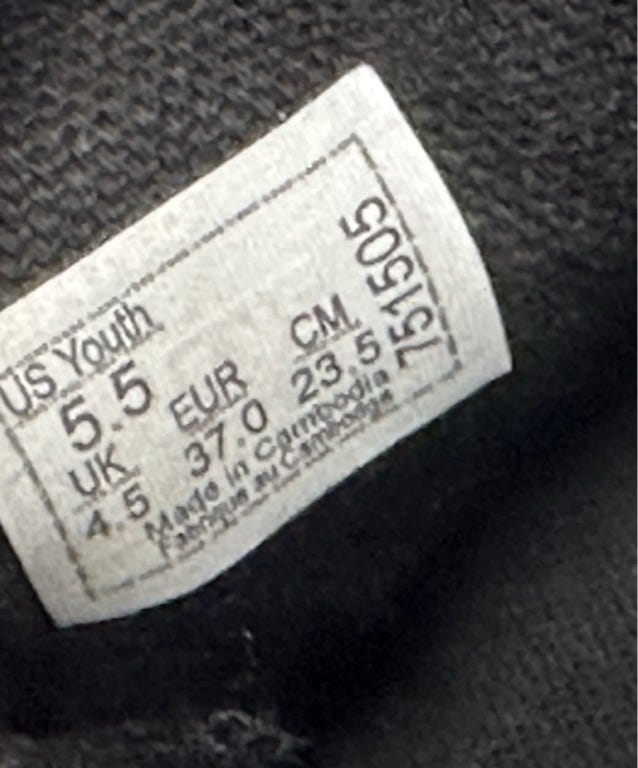 US Youth
5.5
UK
4.5
EUR
37.0
CM
23.5
Made in Cambodia
Fabriqué au Cambodge
751505